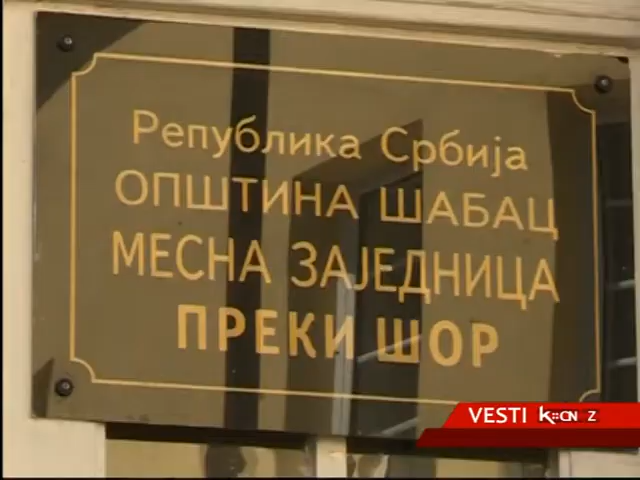 Република Србија
ОПШТИНА ШАБАЦ
МЕСНА ЗАЈЕДНИЦА
ПРЕКИ ШОР
VESTI